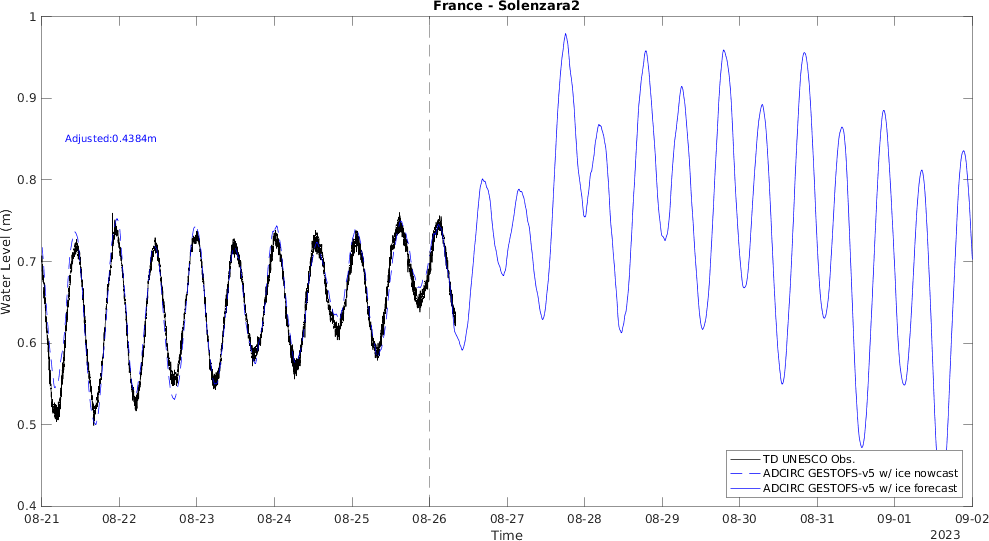 France - Solenzara2
1
0.9
0.8
0.7
0.6
0.5
0.4
Water Level (m)
Adjusted:0.4384m
TD UNESCO Obs.
ADCIRC GESTOFS-v5 w/ ice nowcast
ADCIRC GESTOFS-v5 w/ ice forecast
08-21 08-22 08-23 08-24 08-25 08-26 08-27 08-28 08-29 08-30 08-31 09-01 09-02
Time
2023